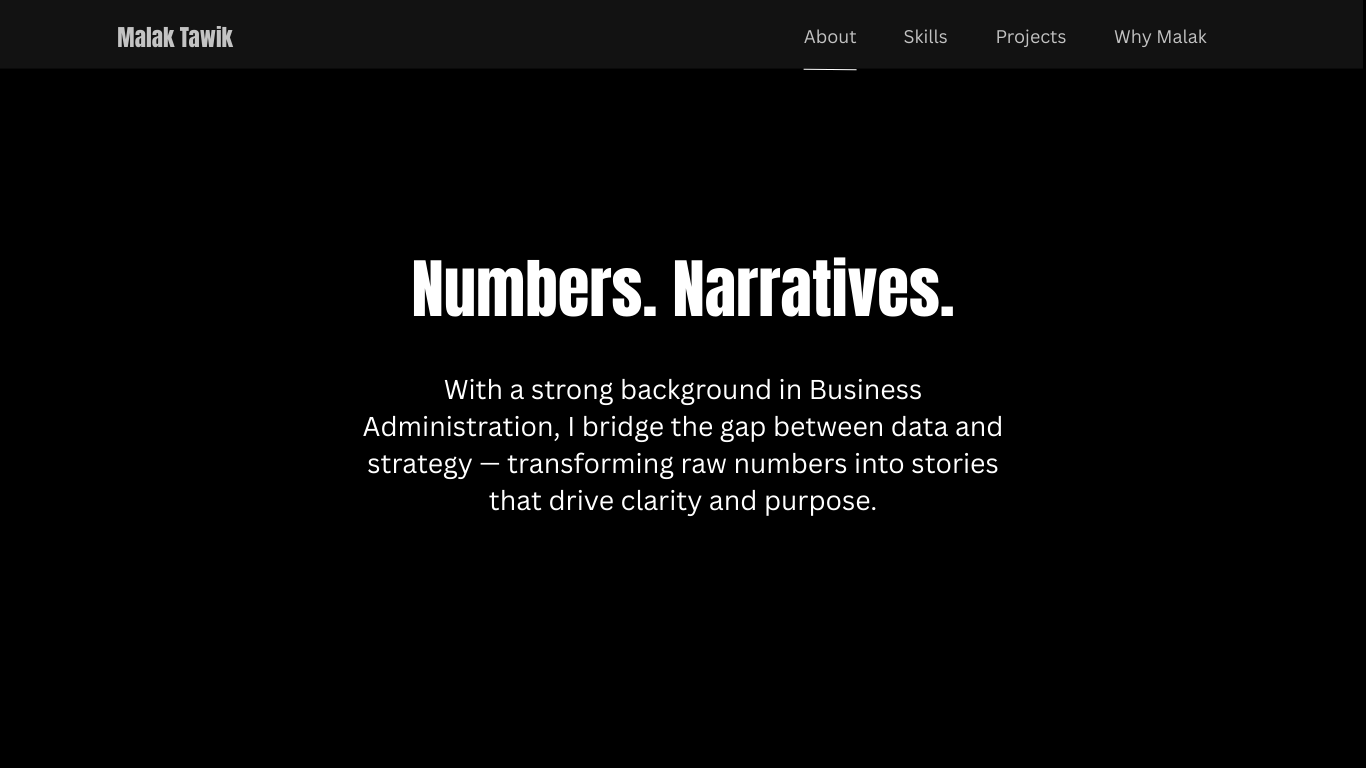 Malak Tawik
About
Skills
Projects
Why Malak
Numbers. Narratives.
With a strong background in Business
Administration, I bridge the gap between data and
strategy — transforming raw numbers into stories
that drive clarity and purpose.